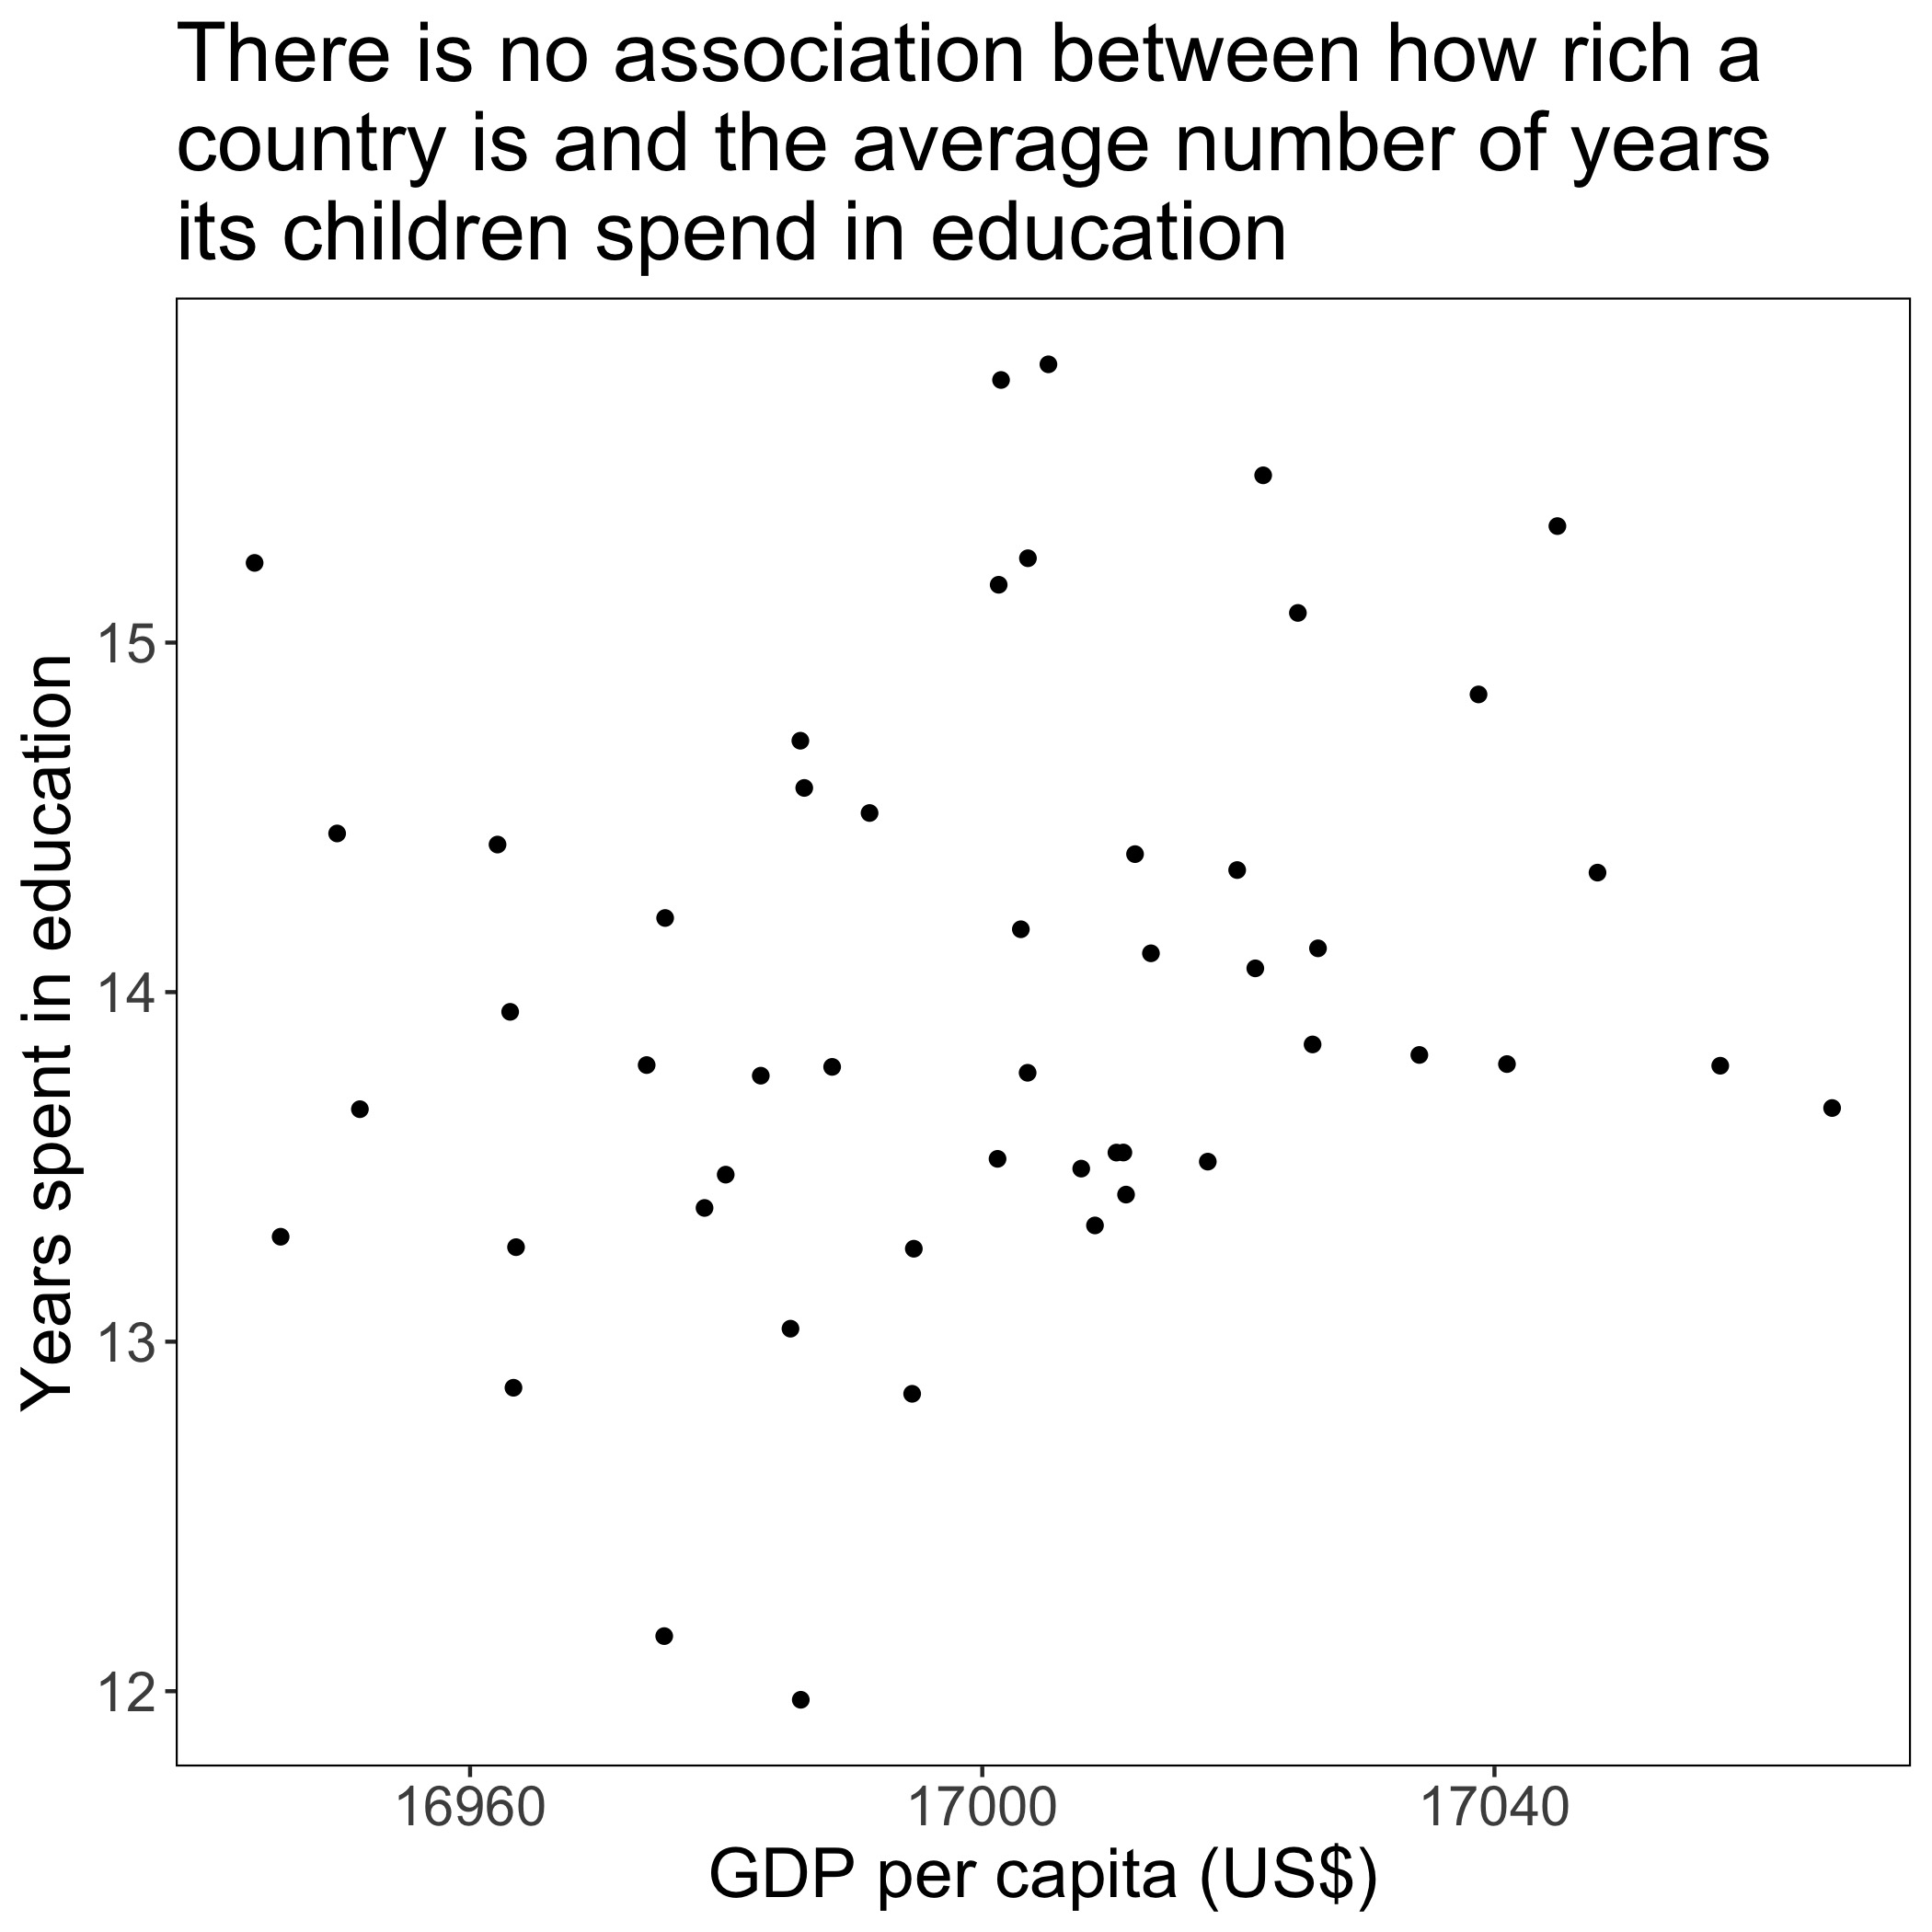 There is no association between how rich a
country is and the average number of years
its children spend in education
Years spent in education
15
14
13
12
16960
17000
17040
GDP per capita (US$)